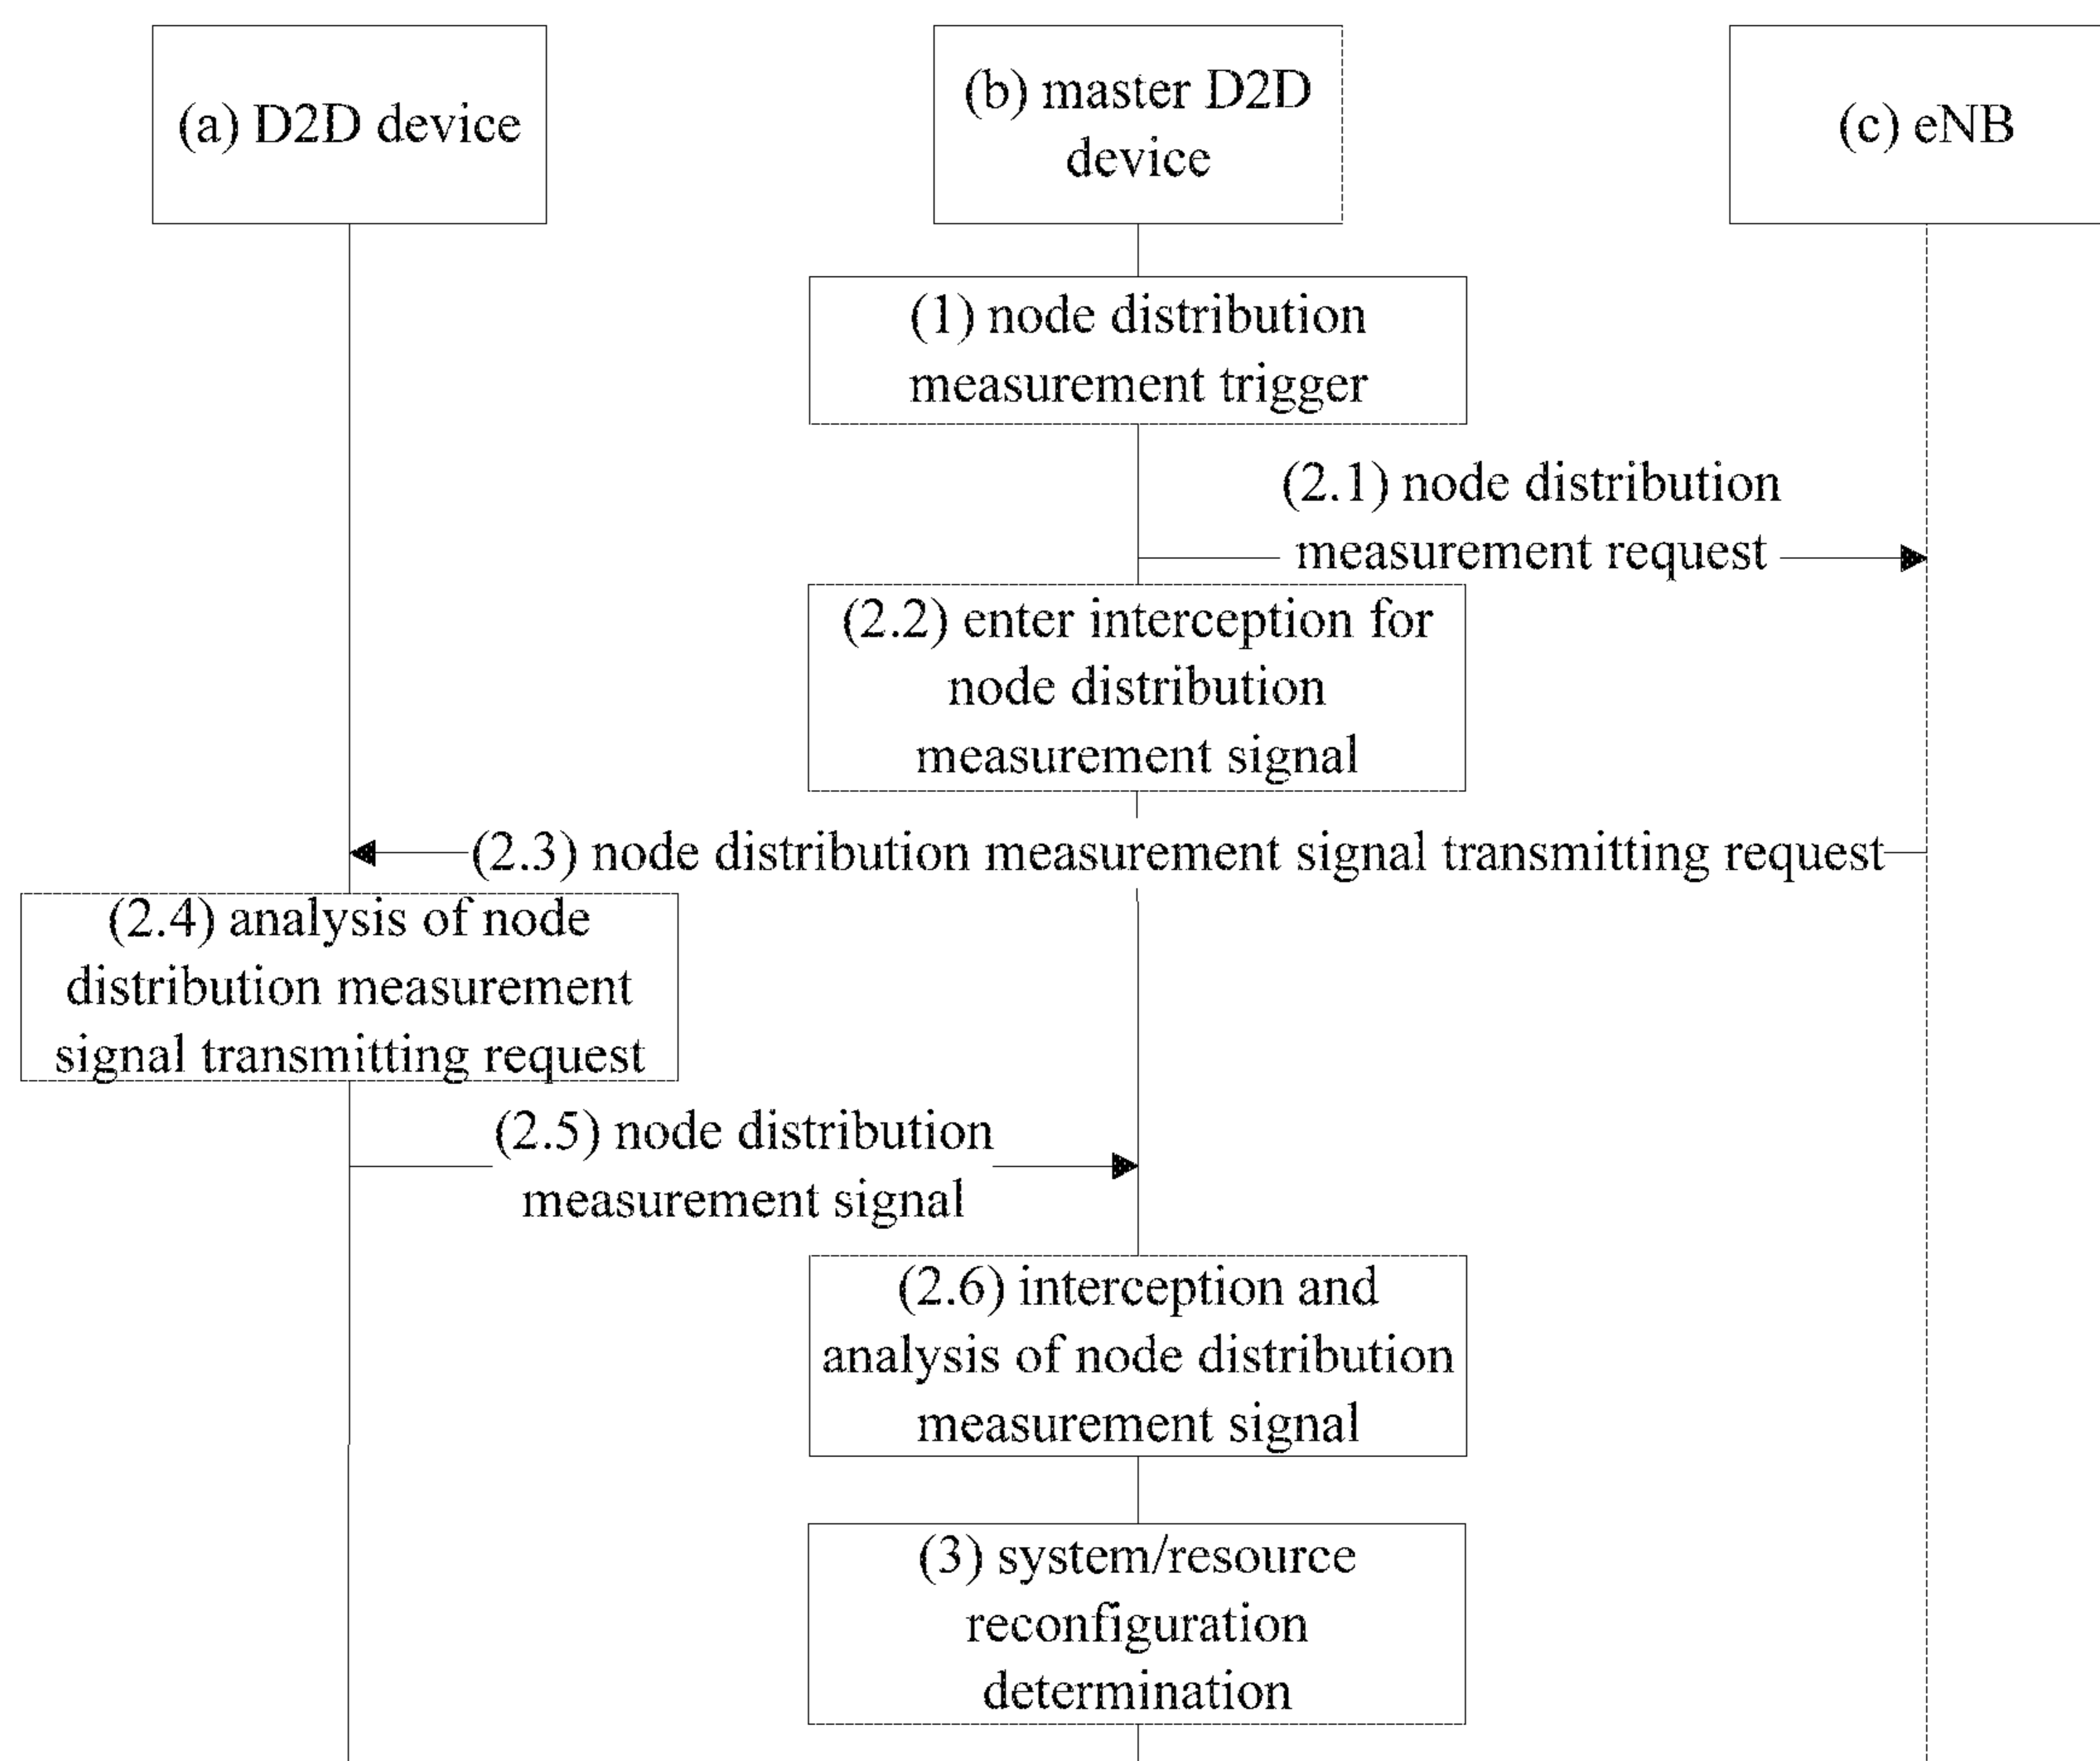 (a) D2D device
(b) master D2D
device
(c) eNB
(1) node distribution
measurement trigger
(2.1) node distribution
measurement request
(2.2) enter interception for
node distribution
measurement signal
(2.3) node distribution measurement signal transmitting request
(2.4) analysis of node
distribution measurement
signal transmitting request
(2.5) node distribution
measurement signal
(2.6) interception and
analysis of node distribution
measurement signal
(3) system/resource
reconfiguration
determination